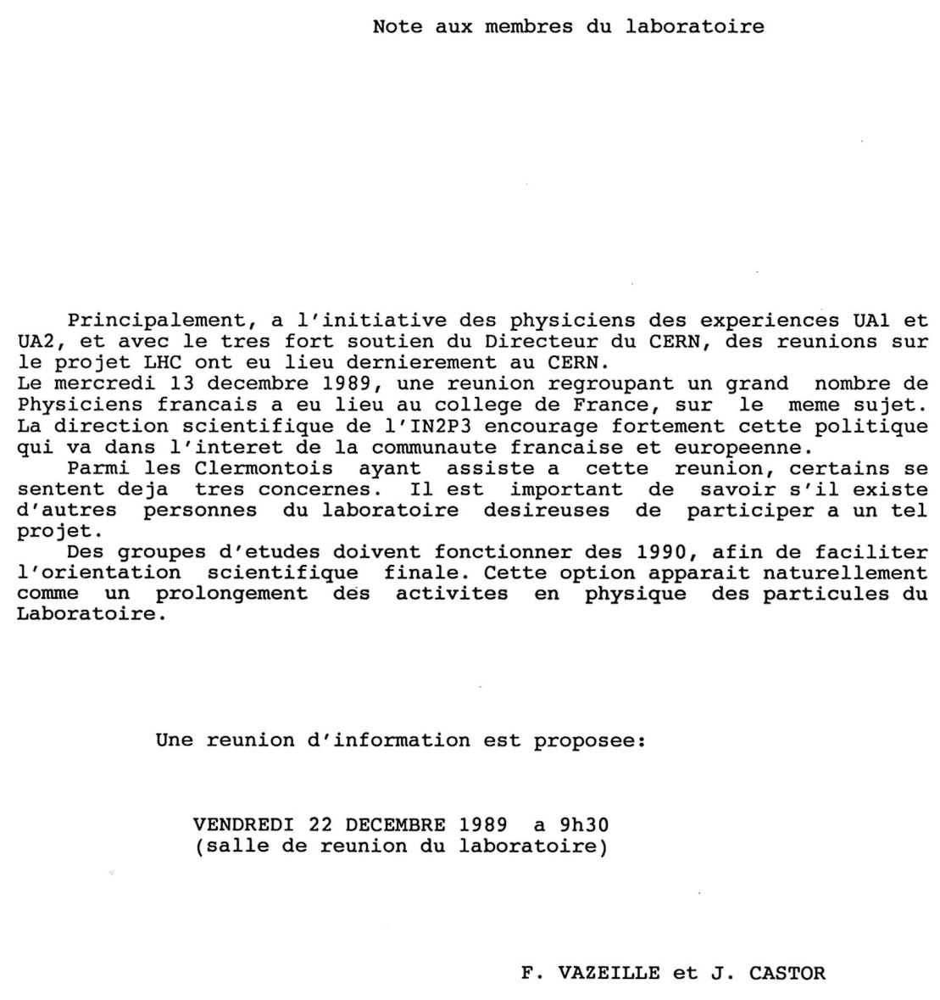 Note aux membres du laboratoire
Principalement, a l'initiative des physiciens des experiences UA1 et
UA2, et avec le tres fort soutien du Directeur du CERN, des reunions sur
le projet LHC ont eu lieu dernierement au CERN.
Le mercredi 13 decembre 1989, une reunion regroupant un grand nombre de
Physiciens francais a eu lieu au college de France, sur le meme sujet.
La direction scientifique de l'IN2P3 encourage fortement cette politique
qui va dans l'interet de la communaute francaise et europeenne.
Parmi les Clermontois ayant assiste a cette reunion, certains se
sentent deja tres concernes. Il est important de savoir s'il existe
d'autres personnes du laboratoire desireuses de participer a un tel
projet.
Des groupes d'etudes doivent fonctionner des 1990, afin de faciliter
l'orientation scientifique finale. Cette option apparait naturellement
comme un prolongement des activites en physique des particules du
Laboratoire.
Une reunion d'information est proposee:
VENDREDI 22 DECEMBRE 1989 a 9h30
(salle de reunion du laboratoire)
F. VAZEILLE et J. CASTOR